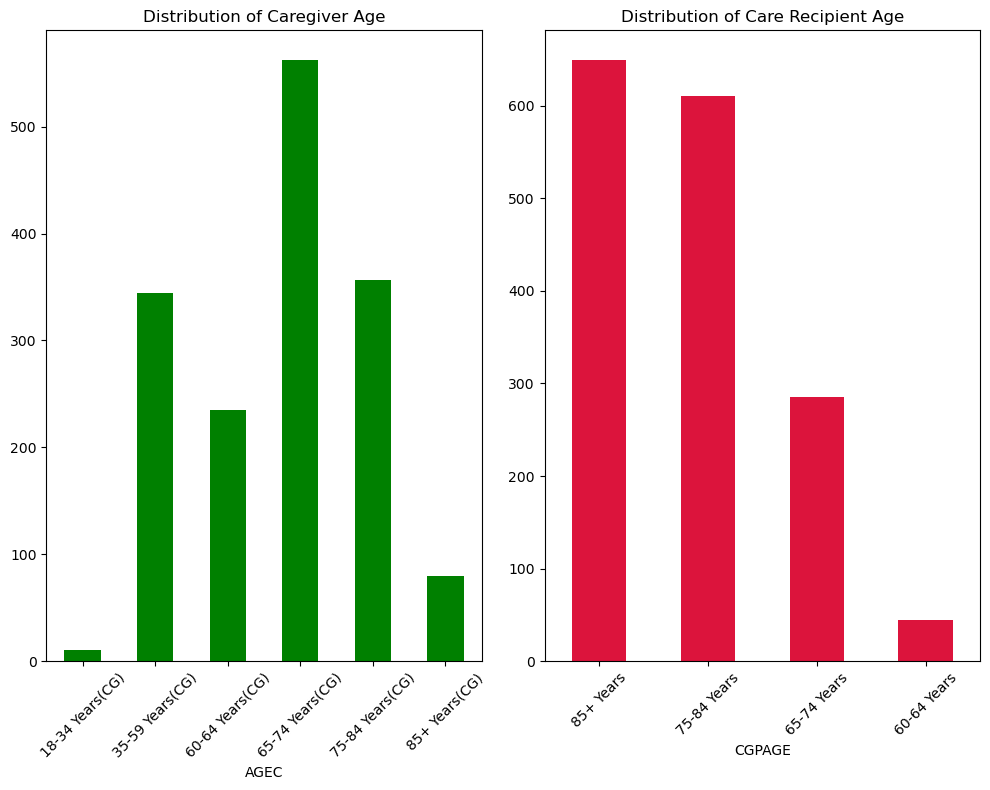 Distribution of Caregiver Age
500
400
300
200
100
0
18-34 Years(CG)
35-59 Years(CG)
60-64 Years(CG)
65-74 Years(CG)
75-84 Years(CG)
85+ Years(CG)
AGEC
Distribution of Care Recipient Age
600
500
400
300
200
100
0
85+ Years
75-84 Years
65-74 Years
60-64 Years
CGPAGE